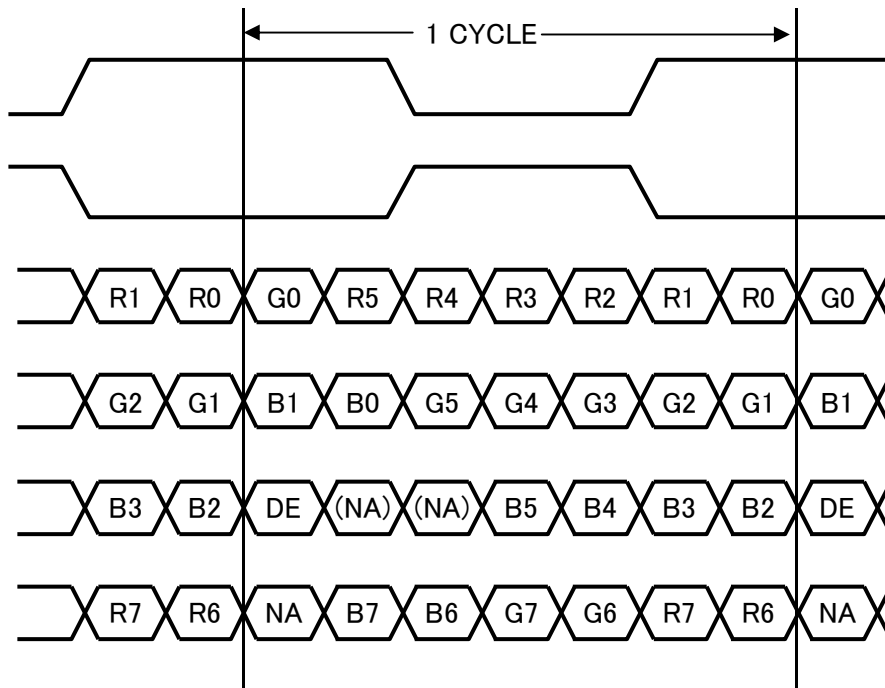 1 CYCLE
R1 R0 G0 R5 R4 R3 R2 R1 R0 G0
G2 G1 B1 B0 G5 G4 G3 G2 G1 B1
B3 B2 DE (NA) (NA) B5 B4 B3 B2 DE
R7 R6 NA B7 B6 G7 G6 R7 R6 NA